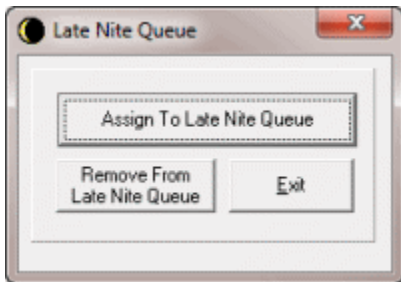 Late Nite Queue
Assign To Late Nite Queue
Remove From
Late Nite Queue
Exit